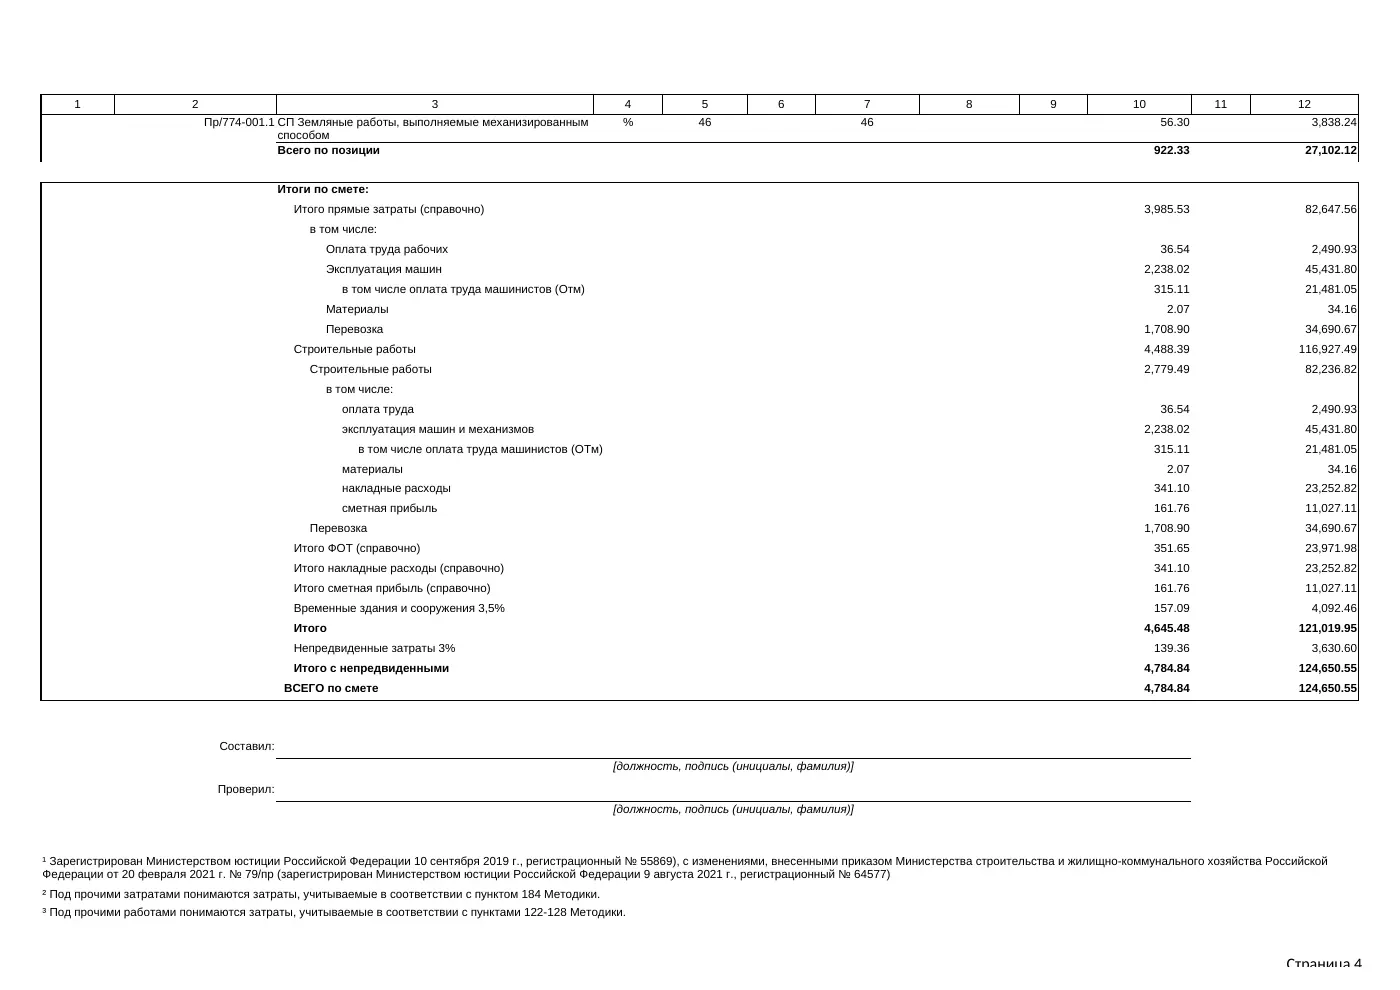 1 2 3 4 5 6 7 8 9 10 11 12
Пр/774-001.1 СП Земляные работы, выполняемые механизированным % 46 46 56.30 3,838.24
способом
Всего по позиции 922.33 27,102.12
Итоги по смете:
Итого прямые затраты (справочно) 3,985.53 82,647.56
в том числе:
Оплата труда рабочих 36.54 2,490.93
Эксплуатация машин 2,238.02 45,431.80
в том числе оплата труда машинистов (Отм) 315.11 21,481.05
Материалы 2.07 34.16
Перевозка 1,708.90 34,690.67
Строительные работы 4,488.39 116,927.49
Строительные работы 2,779.49 82,236.82
в том числе:
оплата труда 36.54 2,490.93
эксплуатация машин и механизмов 2,238.02 45,431.80
в том числе оплата труда машинистов (ОТм) 315.11 21,481.05
материалы 2.07 34.16
накладные расходы 341.10 23,252.82
сметная прибыль 161.76 11,027.11
Перевозка 1,708.90 34,690.67
Итого ФОТ (справочно) 351.65 23,971.98
Итого накладные расходы (справочно) 341.10 23,252.82
Итого сметная прибыль (справочно) 161.76 11,027.11
Временные здания и сооружения 3,5% 157.09 4,092.46
Итого 4,645.48 121,019.95
Непредвиденные затраты 3% 139.36 3,630.60
Итого с непредвиденными 4,784.84 124,650.55
ВСЕГО по смете 4,784.84 124,650.55
Составил:
[должность, подпись (инициалы, фамилия)]
Проверил:
[должность, подпись (инициалы, фамилия)]
¹ Зарегистрирован Министерством юстиции Российской Федерации 10 сентября 2019 г., регистрационный № 55869), с изменениями, внесенными приказом Министерства строительства и жилищно-коммунального хозяйства Российской
Федерации от 20 февраля 2021 г. № 79/пр (зарегистрирован Министерством юстиции Российской Федерации 9 августа 2021 г., регистрационный № 64577)
² Под прочими затратами понимаются затраты, учитываемые в соответствии с пунктом 184 Методики.
³ Под прочими работами понимаются затраты, учитываемые в соответствии с пунктами 122-128 Методики.
Страница 4